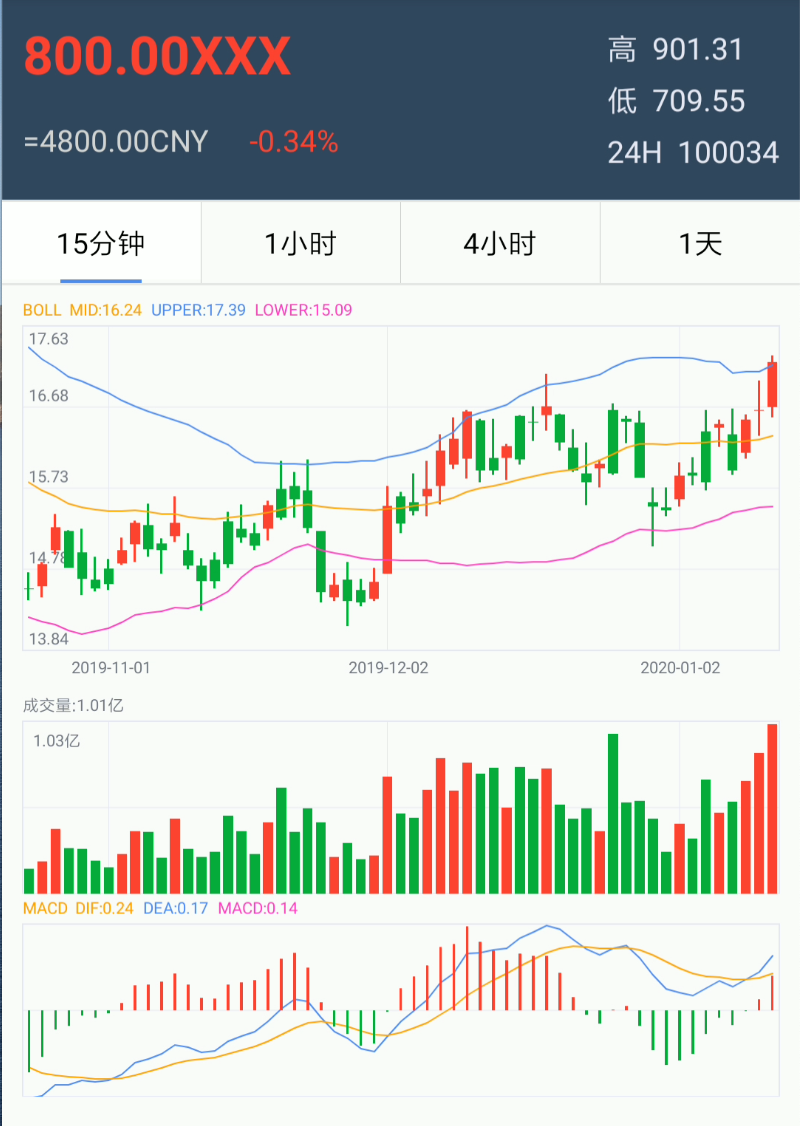 800.00XXX
高 901.31
低 709.55
=4800.00CNY -0.34%
24H 100034
15分钟 1小时 4小时 1天
BOLL MID:16.24 UPPER:17.39 LOWER:15.09
17.63
16.68
15.73
14.78
13.84
2019-11-01 2019-12-02 2020-01-02
成交量:1.01亿
1.03亿
MACD DIF:0.24 DEA:0.17 MACD:0.14